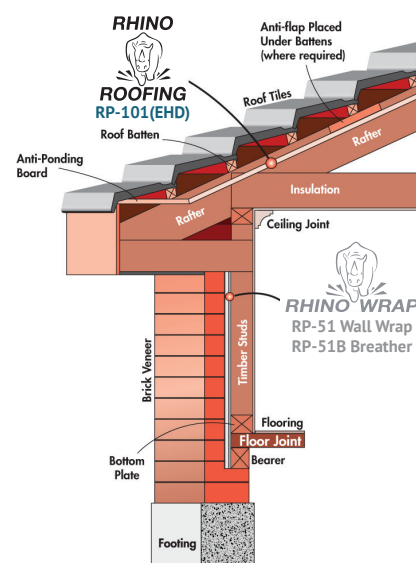 RHINO
ROOFING
RP-101(EHD)
Anti-flap Placed
Under Battens
(where required)
Roof Tiles
Roof Batten
Anti-Ponding
Board
Rafter
Rafter
Insulation
Ceiling Joint
RHINO WRAP
RP-51 Wall Wrap
RP-51B Breather
Timber Studs
Brick Veneer
Flooring
Floor Joint
Bottom
Plate
Bearer
Footing